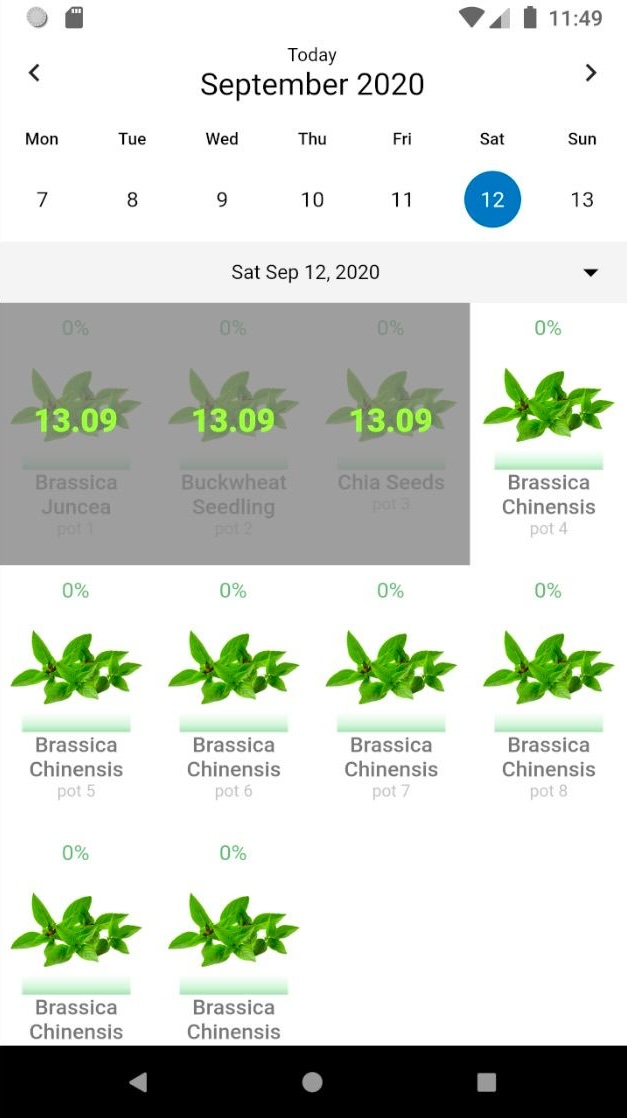 11:49
Today
September 2020
Mon Tue Wed Thu Fri Sat Sun
7 8 9 10 11 12 13
Sat Sep 12, 2020
0% 0% 0% 0%
13.09 13.09 13.09
Brassica Buckwheat Chia Seeds Brassica
Juncea Seedling pot 3 Chinensis
pot 1 pot 2 pot 4
0% 0% 0% 0%
Brassica Brassica Brassica Brassica
Chinensis Chinensis Chinensis Chinensis
pot 5 pot 6 pot 7 pot 8
0% 0%
Brassica Brassica
Chinensis Chinensis